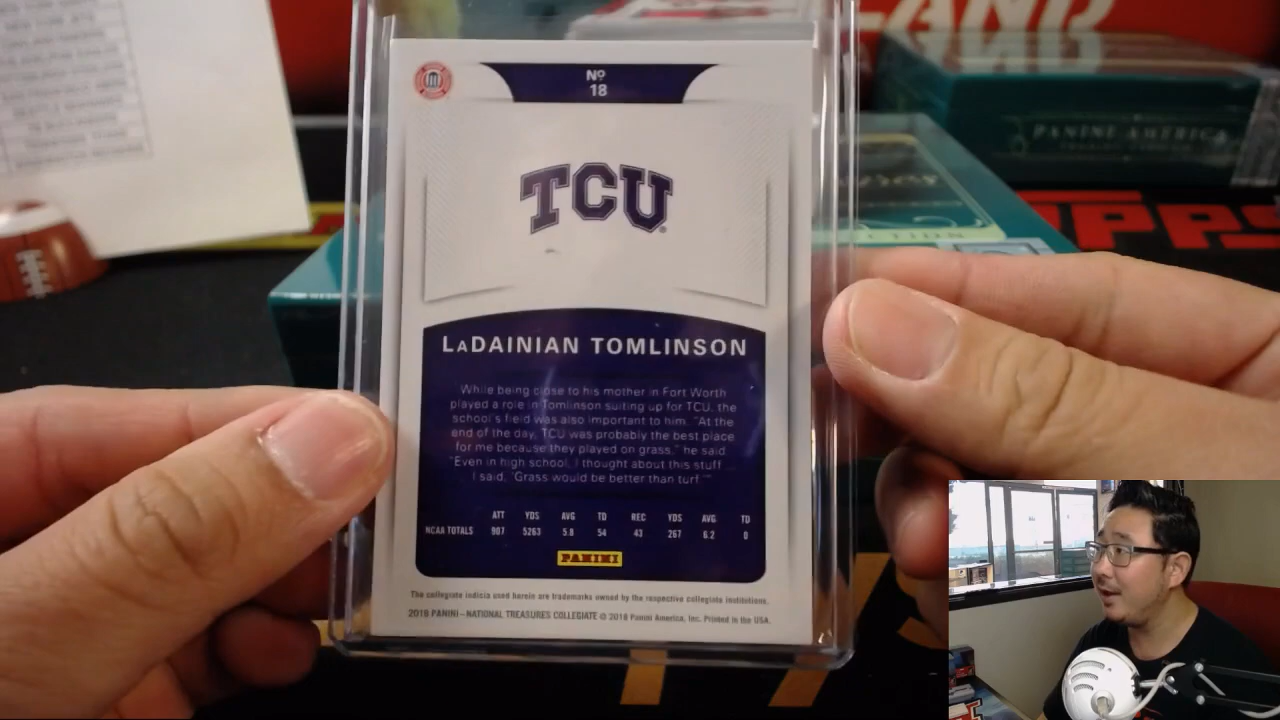 LAND
PANINI AMERICA
TOPPS
Nº
18
TCU
LADAINIAN TOMLINSON
While being close to his mother in Fort Worth
played a role in Tomlinson suiting up for TCU, the
school's field was also important to him. "At the
end of the day, TCU was probably the best place
for me because they played on grass," he said.
"Even in high school, I thought about this stuff.
I said, 'Grass would be better than turf.'"
ATT YDS AVG TD REC YDS AVG TD
NCAA TOTALS 907 5263 5.8 54 43 267 6.2 0
PANINI
The collegiate indicia used herein are trademarks owned by the respective collegiate institutions.
2018 PANINI – NATIONAL TREASURES COLLEGIATE © 2018 Panini America, Inc. Printed in the USA.